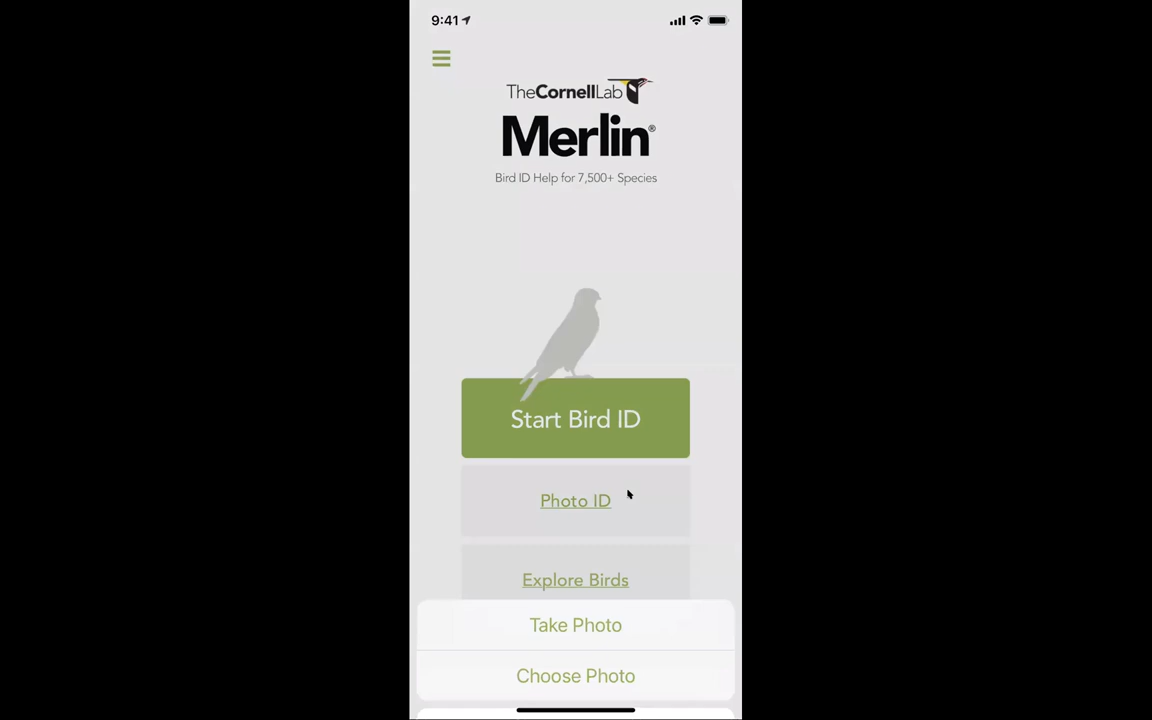 9:41
TheCornellLab
Merlin®
Bird ID Help for 7,500+ Species
Start Bird ID
Photo ID
Explore Birds
Take Photo
Choose Photo